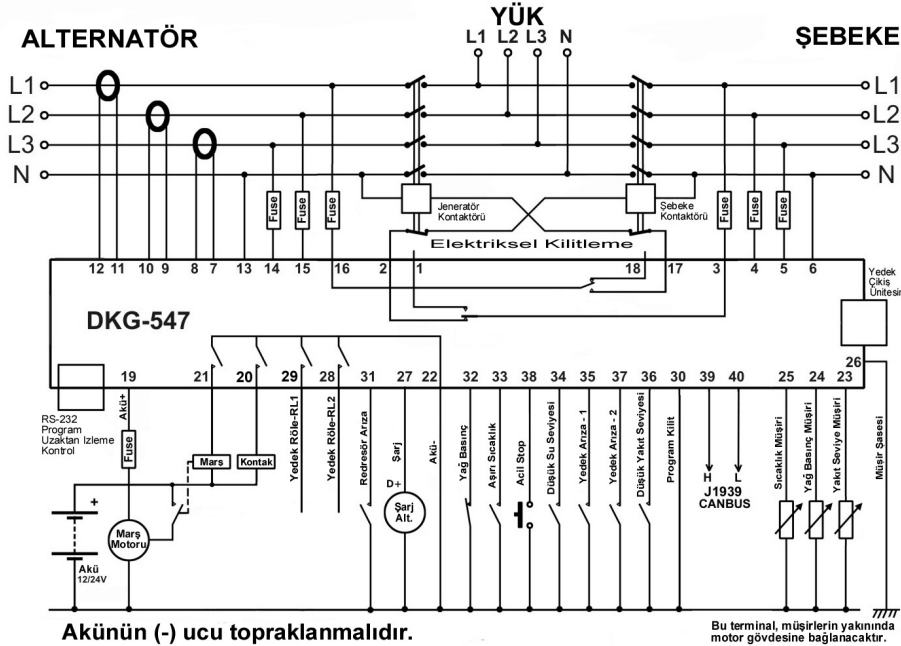 YÜK
ALTERNATÖR
L1 L2 L3 N
ŞEBEKE
L1
L1
L2
L2
L3
L3
N
N
Fuse
Fuse
Fuse
Jeneratör
Kontaktörü
Şebeke
Kontaktörü
Fuse
Fuse
Fuse
Elektriksel Kilitleme
12 11 10 9 8 7 13 14 15 16 2 1 18 17 3 4 5 6
Yedek
Çikiş
Ünitesin
DKG-547
26
19 21 20 29 28 31 27 22 32 33 38 34 35 37 36 30 39 40 25 24 23
RS-232
Program
Uzaktan Izleme
Kontrol
Akü+
Fuse
Marş
Kontak
Yedek Röle-RL1
Yedek Röle-RL2
Redresör Arıza
Şarj
D+
Şarj
Alt.
Akü-
Yağ Basınç
Aşırı Sıcaklık
Acil Stop
Düşük Su Seviyesi
Yedek Arıza - 1
Yedek Arıza - 2
Düşük Yakıt Seviyesi
Program Kilit
H L
J1939
CANBUS
Sıcaklık Müşiri
Yağ Basınç Müşiri
Yakıt Seviye Müşiri
Müşir Şasesi
+
Marş
Motoru
Akü
12/24V
Akünün (-) ucu topraklanmalıdır.
Bu terminal, müşirlerin yakınında
motor gövdesine bağlanacaktır.